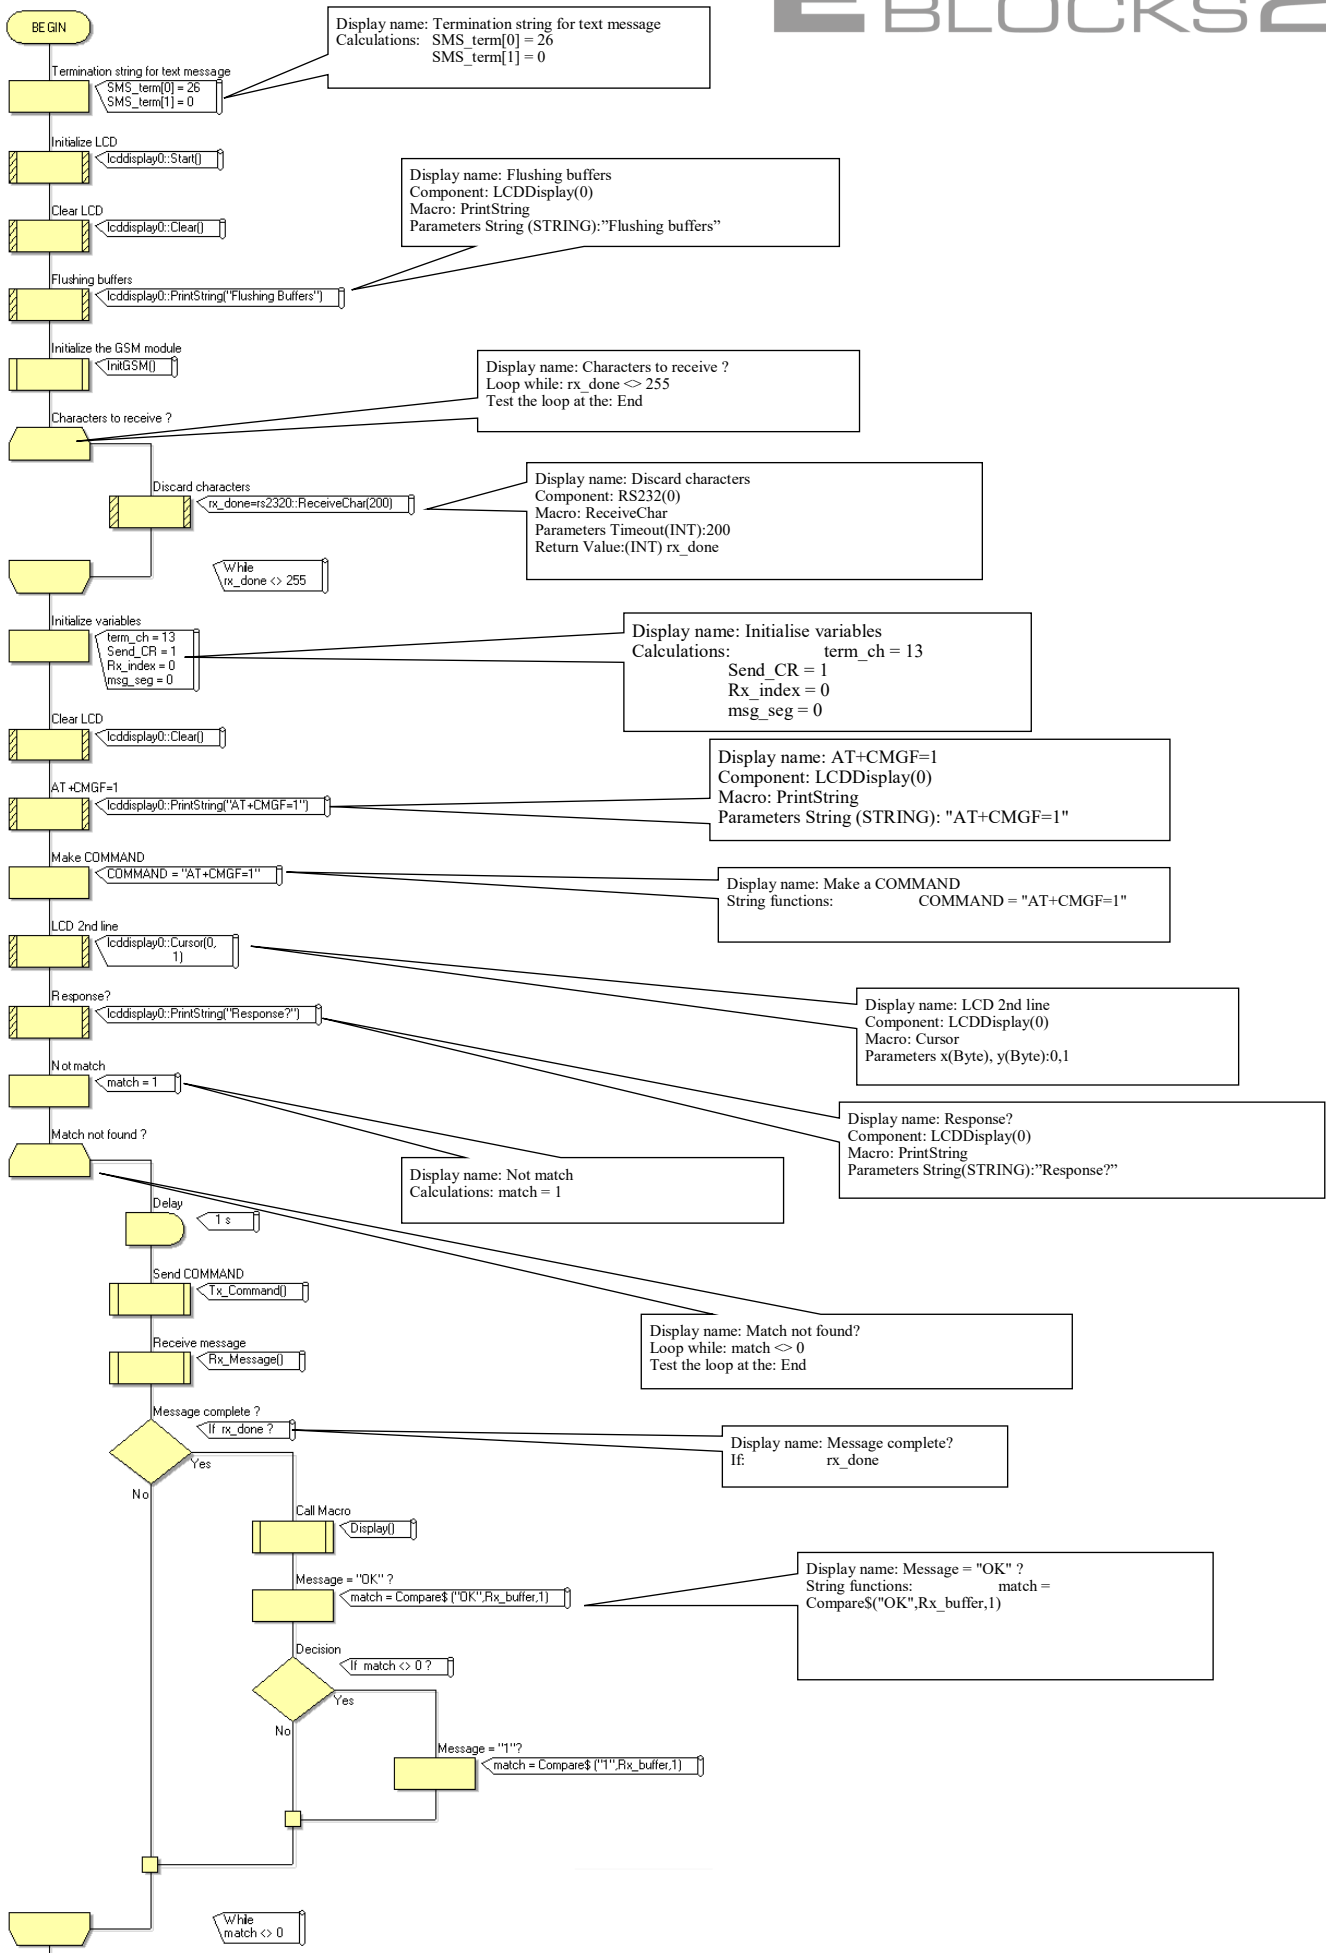 E BLOCKS2
BEGIN
Display name: Termination string for text message
Calculations: SMS_term[0] = 26
SMS_term[1] = 0
Termination string for text message
SMS_term[0] = 26
SMS_term[1] = 0
Initialize LCD
lcddisplay0::Start()
Display name: Flushing buffers
Component: LCDDisplay(0)
Macro: PrintString
Parameters String (STRING):”Flushing buffers”
Clear LCD
lcddisplay0::Clear()
Flushing buffers
lcddisplay0::PrintString("Flushing Buffers")
Initialize the GSM module
InitGSM()
Display name: Characters to receive ?
Loop while: rx_done <> 255
Test the loop at the: End
Characters to receive ?
Display name: Discard characters
Component: RS232(0)
Macro: ReceiveChar
Parameters Timeout(INT):200
Return Value:(INT) rx_done
Discard characters
rx_done=rs2320::ReceiveChar(200)
While
rx_done <> 255
Initialize variables
term_ch = 13
Send_CR = 1
Rx_index = 0
msg_seg = 0
Display name: Initialise variables
Calculations: term_ch = 13
Send_CR = 1
Rx_index = 0
msg_seg = 0
Clear LCD
lcddisplay0::Clear()
Display name: AT+CMGF=1
Component: LCDDisplay(0)
Macro: PrintString
Parameters String (STRING): "AT+CMGF=1"
AT+CMGF=1
lcddisplay0::PrintString("AT+CMGF=1")
Make COMMAND
COMMAND = "AT+CMGF=1"
Display name: Make a COMMAND
String functions: COMMAND = "AT+CMGF=1"
LCD 2nd line
lcddisplay0::Cursor(0,
1)
Display name: LCD 2nd line
Component: LCDDisplay(0)
Macro: Cursor
Parameters x(Byte), y(Byte):0,1
Response?
lcddisplay0::PrintString("Response?")
Not match
match = 1
Display name: Response?
Component: LCDDisplay(0)
Macro: PrintString
Parameters String(STRING):”Response?”
Match not found ?
Display name: Not match
Calculations: match = 1
Delay
1 s
Send COMMAND
Tx_Command()
Display name: Match not found?
Loop while: match <> 0
Test the loop at the: End
Receive message
Rx_Message()
Message complete ?
If rx_done ?
Display name: Message complete?
If: rx_done
Yes
No
Call Macro
Display()
Display name: Message = "OK" ?
String functions: match =
Compare$("OK",Rx_buffer,1)
Message = "OK" ?
match = Compare$ ("OK",Rx_buffer,1)
Decision
If match <> 0 ?
Yes
No
Message = "1"?
match = Compare$ ("1",Rx_buffer,1)
While
match <> 0